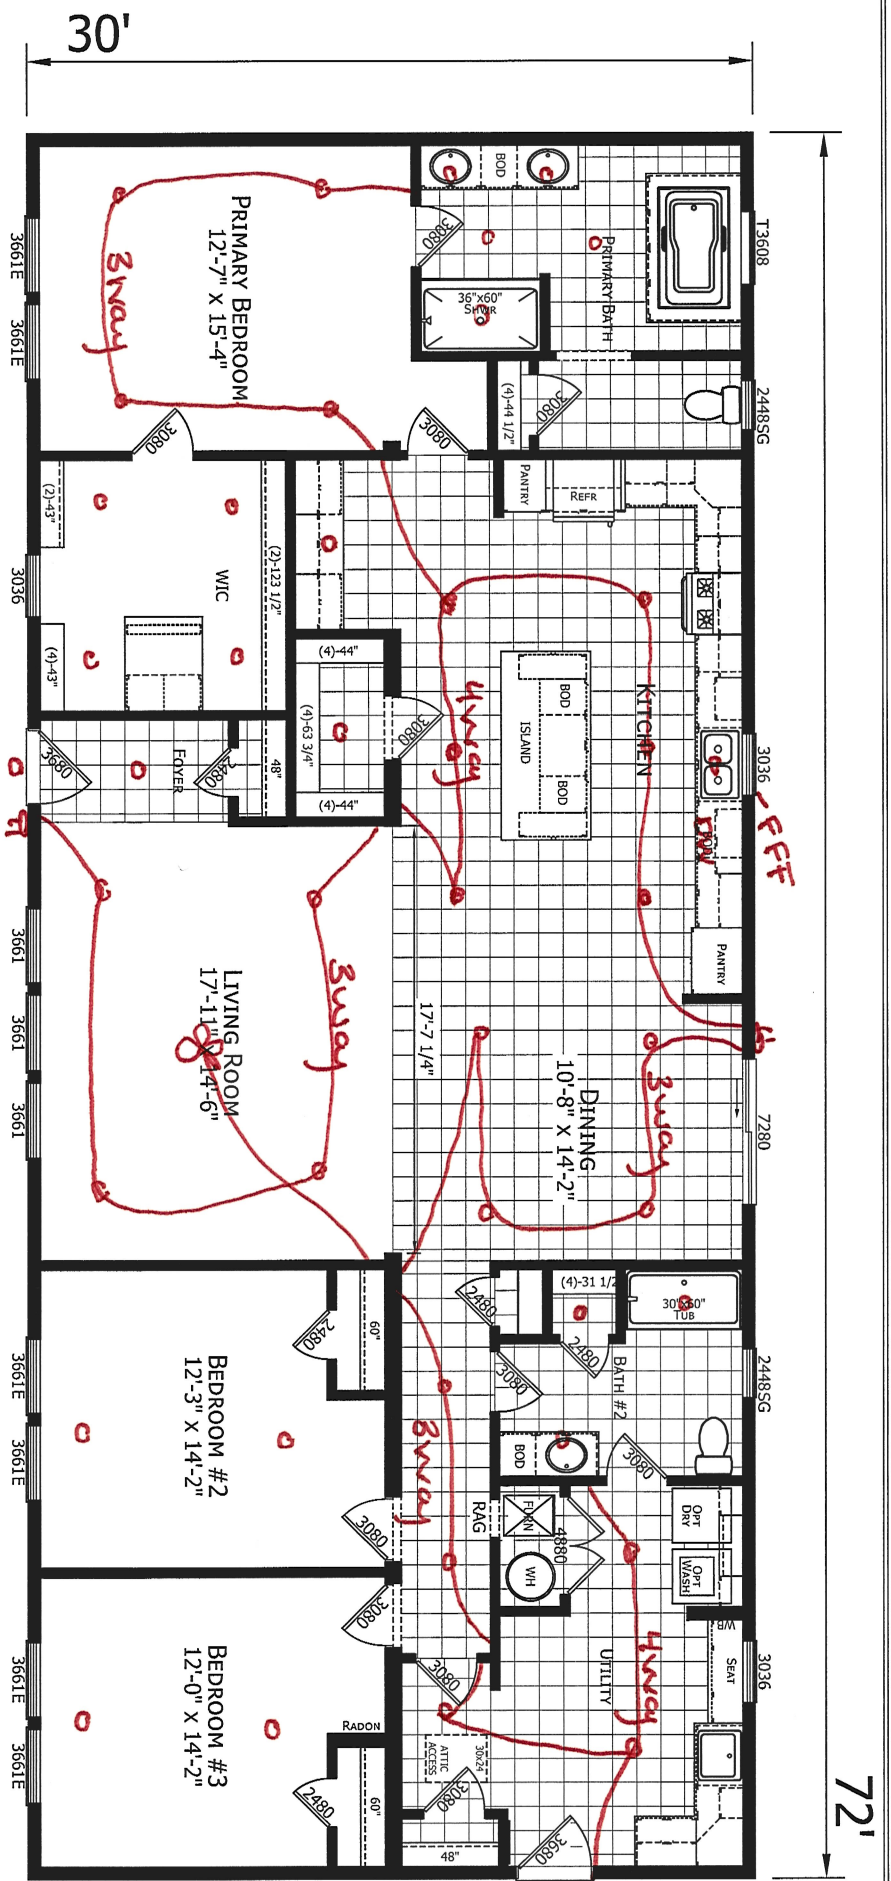 30'
72'
T3608
2448SG
3036
FFT
7280
2448SG
3036
BOD
3080
PRIMARY BATH
36"x60"
SHWR
(4)-44 1/2"
3080
PRIMARY BEDROOM
12'-7" X 15'-4"
3way
3080
3080
PANTRY
REFR
KITCHEN
BOD
ISLAND
BOD
4way
DW
PANTRY
(2)-43"
(2)-123 1/2"
WIC
(4)-43"
(4)-44"
(4)-63 3/4"
(4)-44"
3080
3680
FOYER
2480
48"
17'-7 1/4"
LIVING ROOM
17'-11" X 14'-6"
3way
DINING
10'-8" X 14'-2"
3way
(4)-31 1/2
30"x60"
TUB
2480
2480
3080
BATH #2
BOD
3080
60"
2480
BEDROOM #2
12'-3" X 14'-2"
3way
3080
RAG
FURN
4880
WH
OPT
DRY
OPT
WASH
WB
SEAT
UTILITY
4way
3080
3080
30x24
ATTIC
ACCESS
3080
48"
3680
BEDROOM #3
12'-0" X 14'-2"
RADON
2480
60"
3661E
3661E
3036
3661
3661
3661
3661E
3661E
3661E
3661E